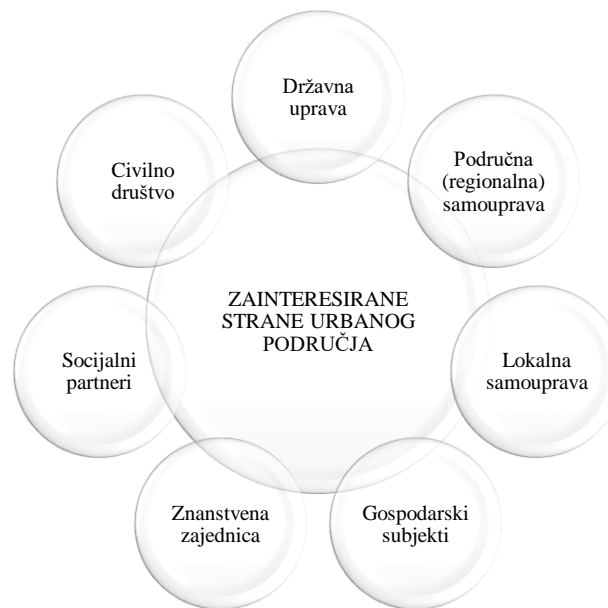 Državna
uprava
Područna
(regionalna)
samouprava
Lokalna
samouprava
Gospodarski
subjekti
Znanstvena
zajednica
Socijalni
partneri
Civilno
društvo
ZAINTERESIRANE
STRANE URBANOG
PODRUČJA